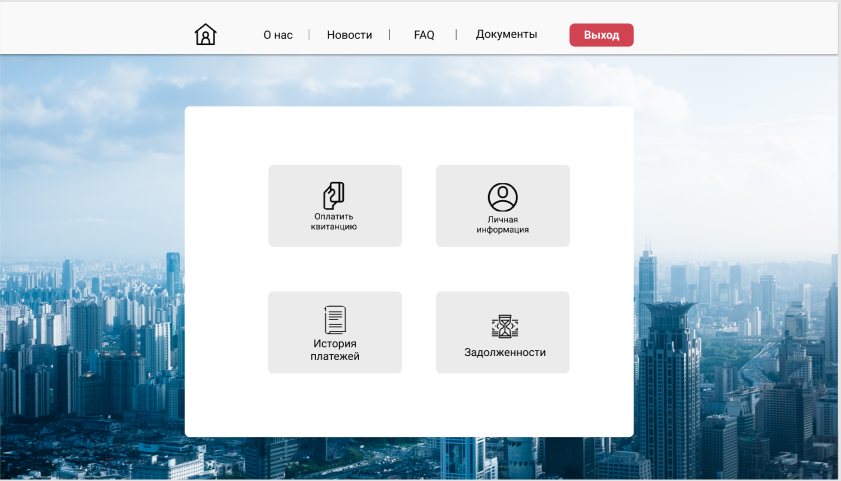 О нас
Новости
FAQ
Документы
Выход
Оплатить
квитанцию
Личная
информация
История
платежей
Задолженности